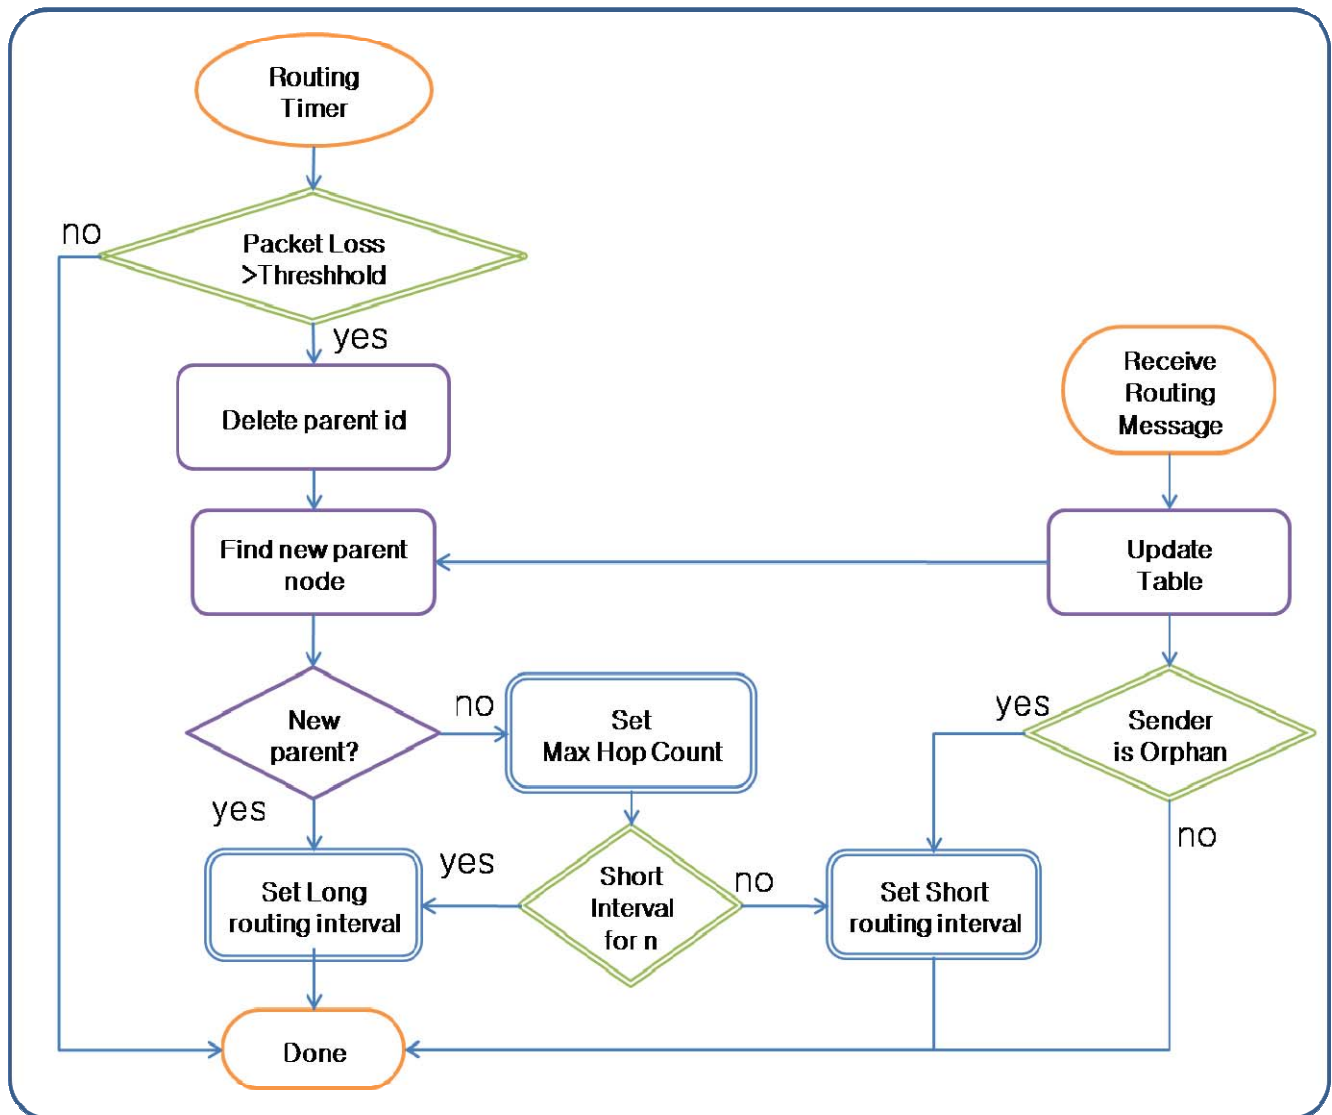 Routing
Timer
no
Packet Loss
>Threshhold
yes
Delete parent id
Receive
Routing
Message
Find new parent
node
Update
Table
New
parent?
no
Set
Max Hop Count
yes
Sender
is Orphan
yes
no
Set Long
routing interval
yes
Short
Interval
for n
no
Set Short
routing interval
Done